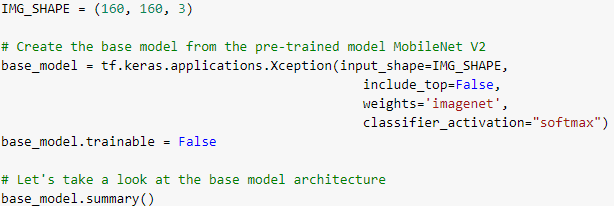 IMG_SHAPE = (160, 160, 3)
# Create the base model from the pre-trained model MobileNet V2
base_model = tf.keras.applications.Xception(input_shape=IMG_SHAPE,
include_top=False,
weights='imagenet',
classifier_activation="softmax")
base_model.trainable = False
# Let's take a look at the base model architecture
base_model.summary()